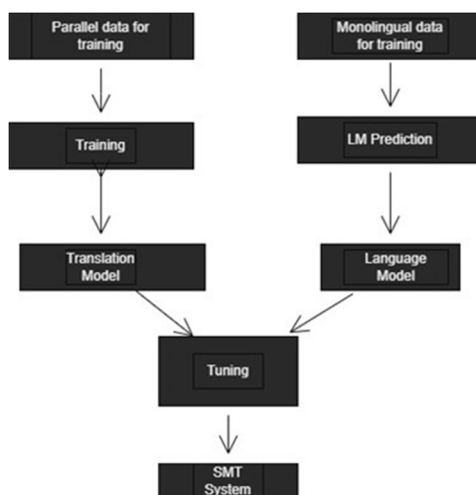 Parallel data for
training
Monolingual data
for training
Training
LM Prediction
Translation
Model
Language
Model
Tuning
SMT
System